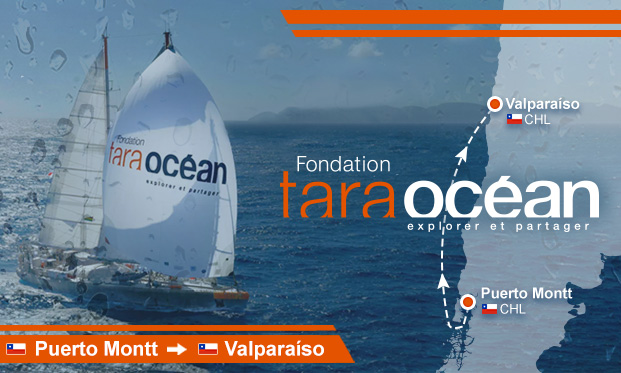 Fondation
tara océan
explorer et partager
Fondation
tara océan
explorer et partager
Valparaíso
CHL
Puerto Montt
CHL
Puerto Montt → Valparaíso